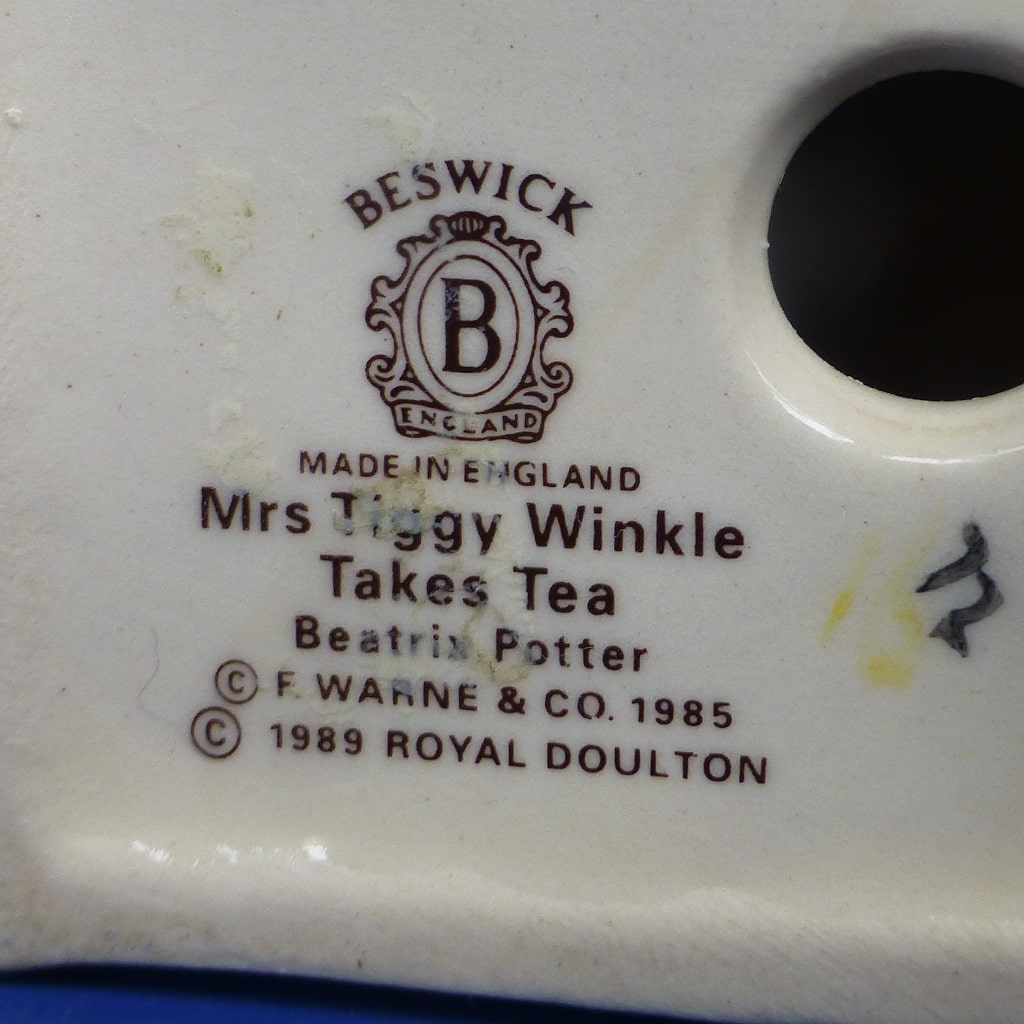 BESWICK
B
ENGLAND
MADE IN ENGLAND
Mrs Tiggy Winkle
Takes Tea
Beatrix Potter
© F. WARNE & CO. 1985
© 1989 ROYAL DOULTON